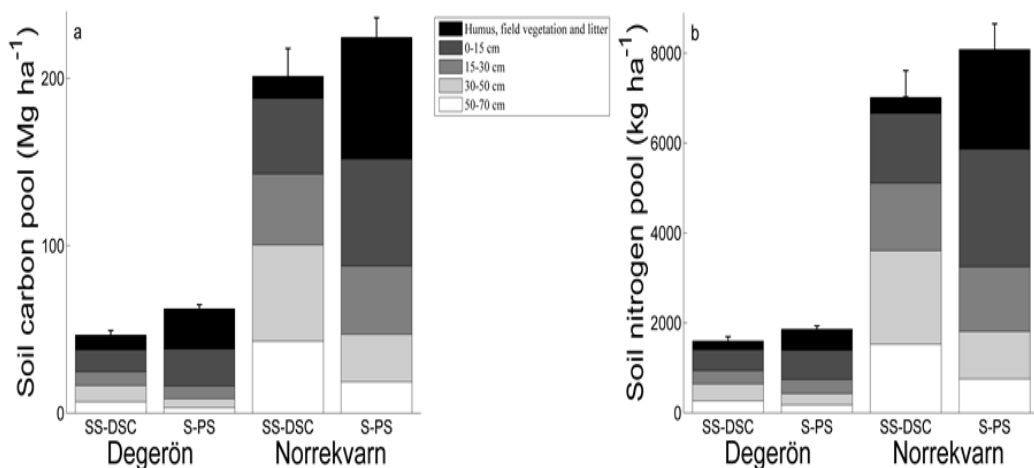 a
Soil carbon pool (Mg ha⁻¹)
200
100
0
SS-DSC S-PS SS-DSC S-PS
Degerön Norrekvarn
Humus, field vegetation and litter
0-15 cm
15-30 cm
30-50 cm
50-70 cm
b
Soil nitrogen pool (kg ha⁻¹)
8000
6000
4000
2000
0
SS-DSC S-PS SS-DSC S-PS
Degerön Norrekvarn